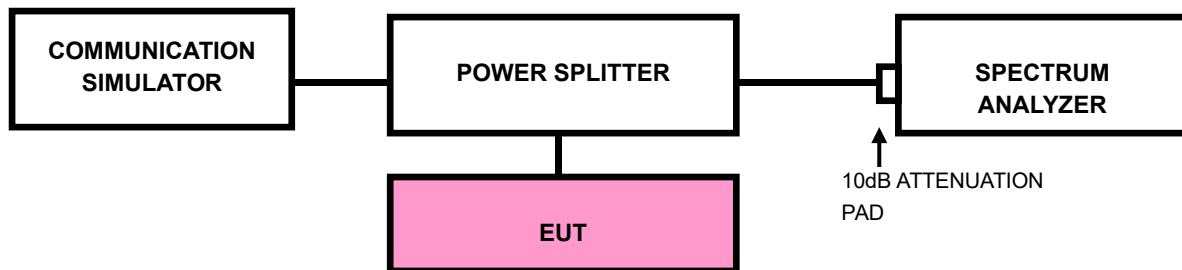 COMMUNICATION
SIMULATOR
POWER SPLITTER
SPECTRUM
ANALYZER
10dB ATTENUATION
PAD
EUT